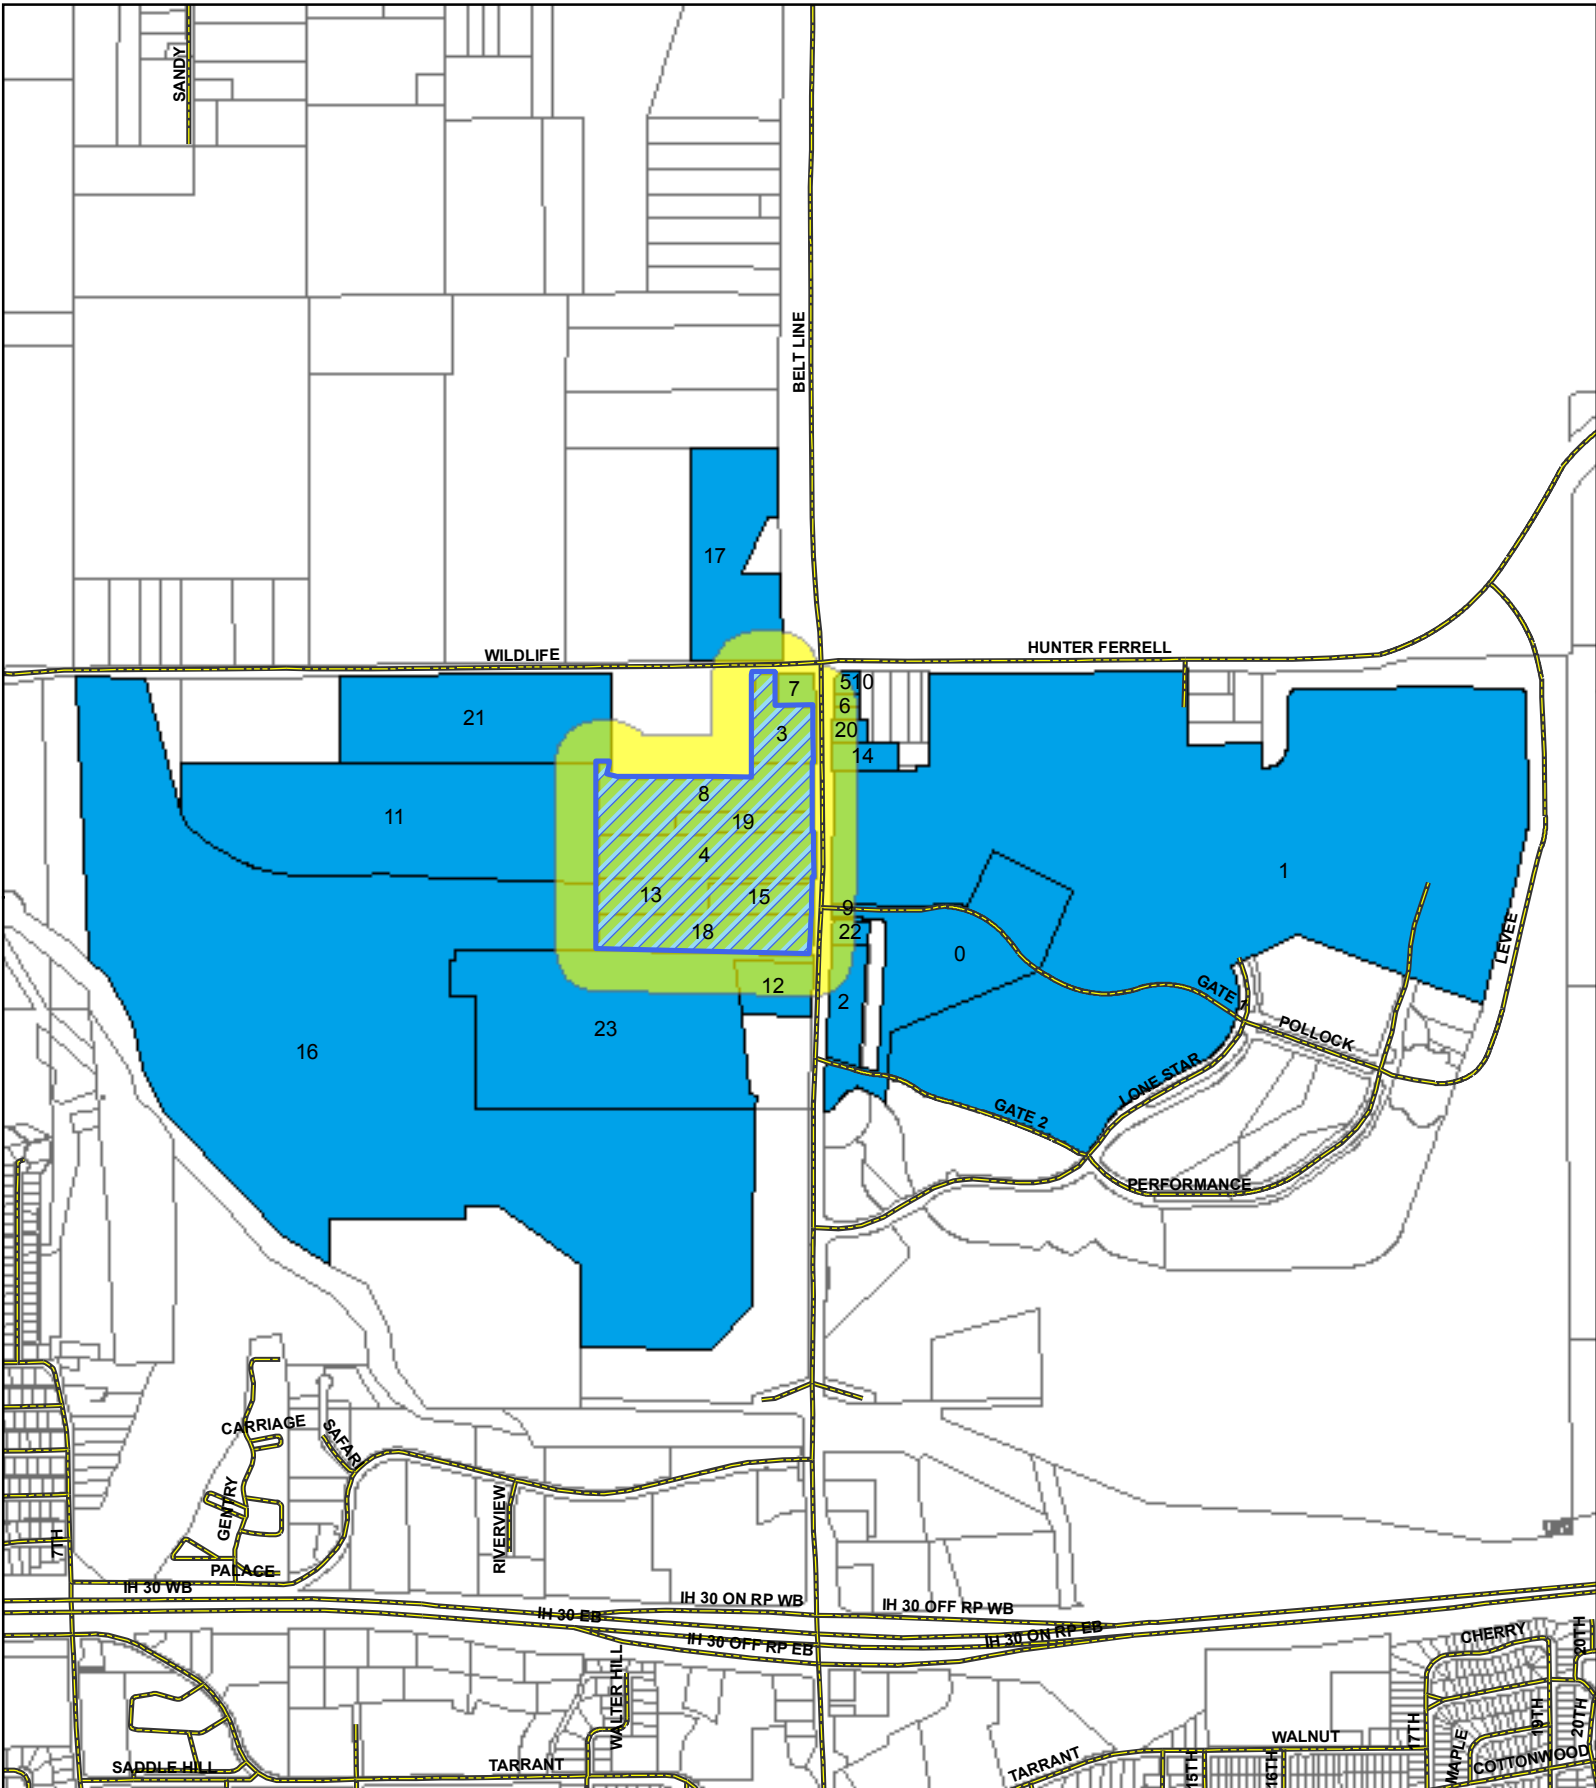 SANDY
BELT LINE
17
WILDLIFE
HUNTER FERRELL
7
510
6
21
3
20
14
8
11
19
4
1
13
15
9
18
22
0
LEVEE
12
2
GATE 1
23
16
POLLOCK
LONE STAR
GATE 2
PERFORMANCE
CARRIAGE
SAFARI
GENTRY
RIVERVIEW
7TH
PALACE
IH 30 WB
IH 30 ON RP WB
IH 30 OFF RP WB
IH 30 EB
IH 30 ON RP EB
IH 30 OFF RP EB
CHERRY
20TH
WALTER HILL
WALNUT
17TH
19TH
20TH
MAPLE
SADDLE HILL
TARRANT
TARRANT
15TH
16TH
COTTONWOOD